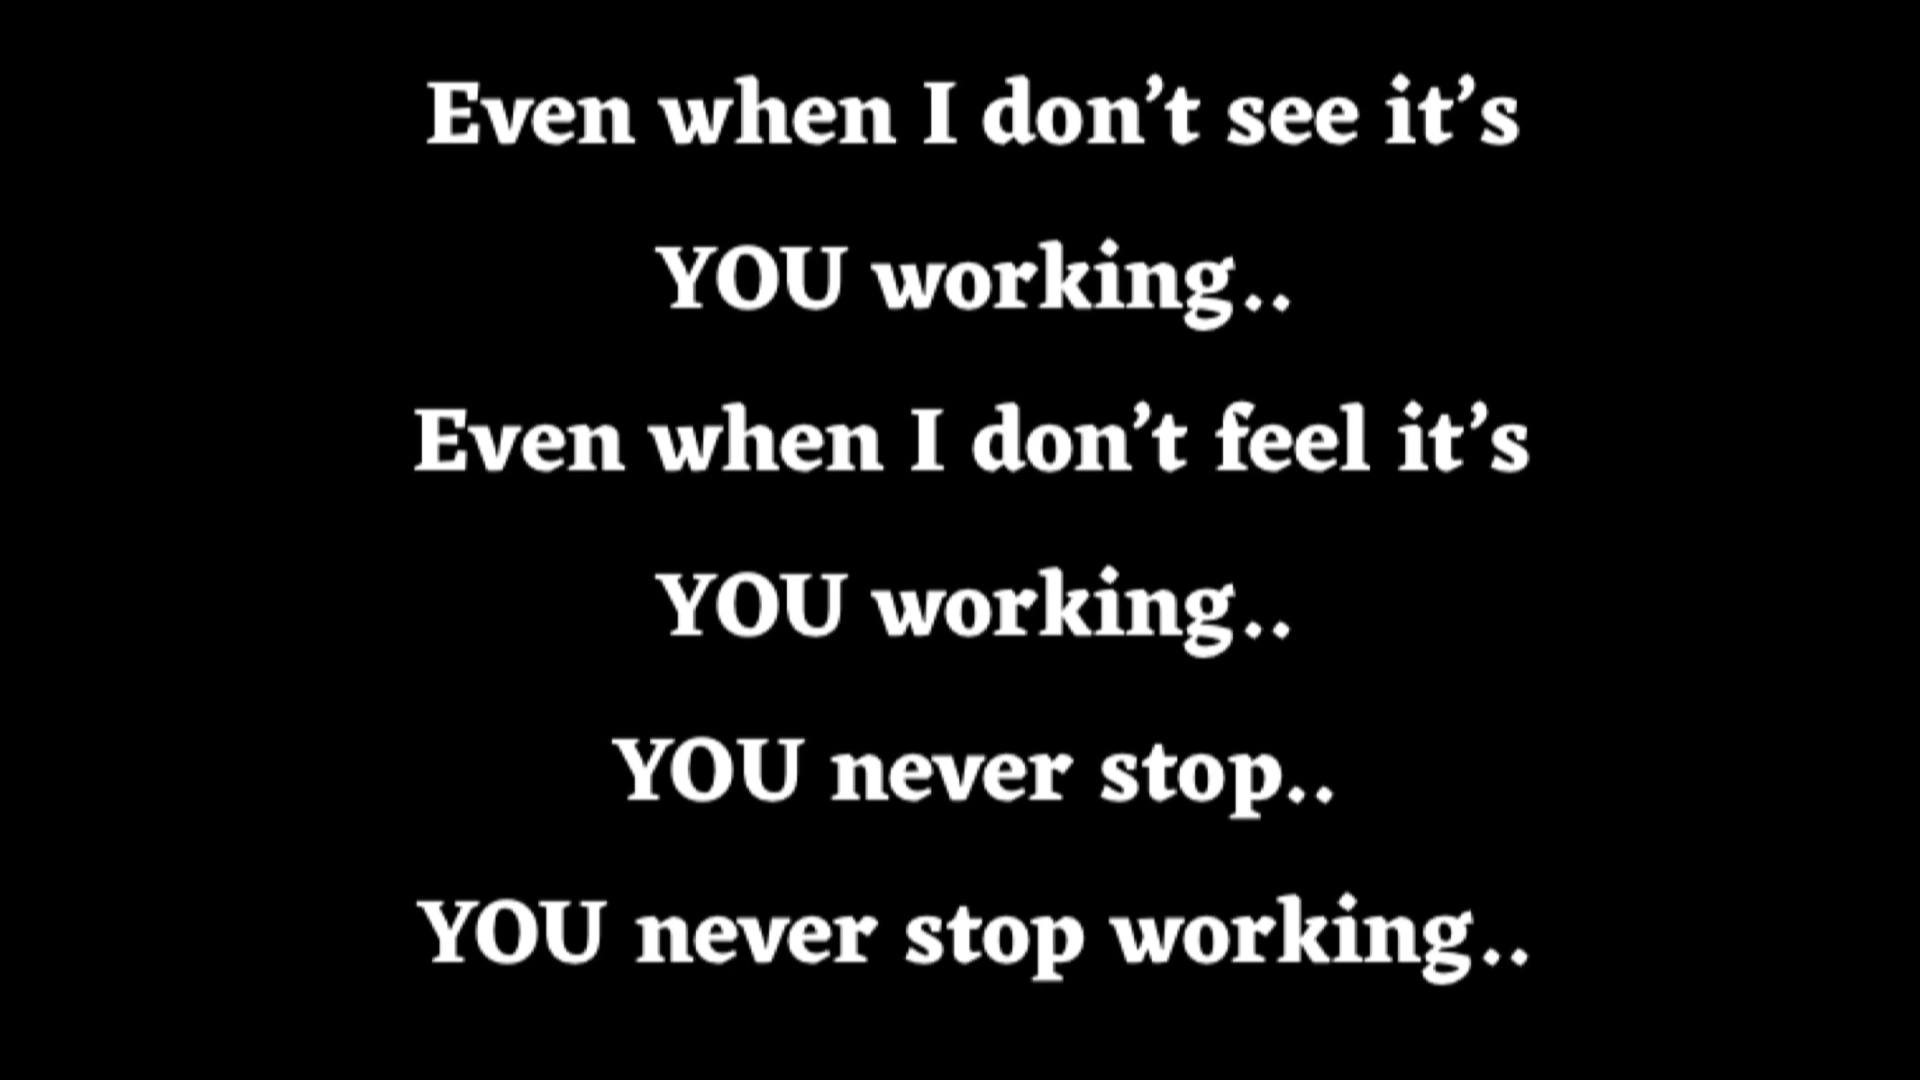 Even when I don’t see it’s
YOU working..
Even when I don’t feel it’s
YOU working..
YOU never stop..
YOU never stop working..